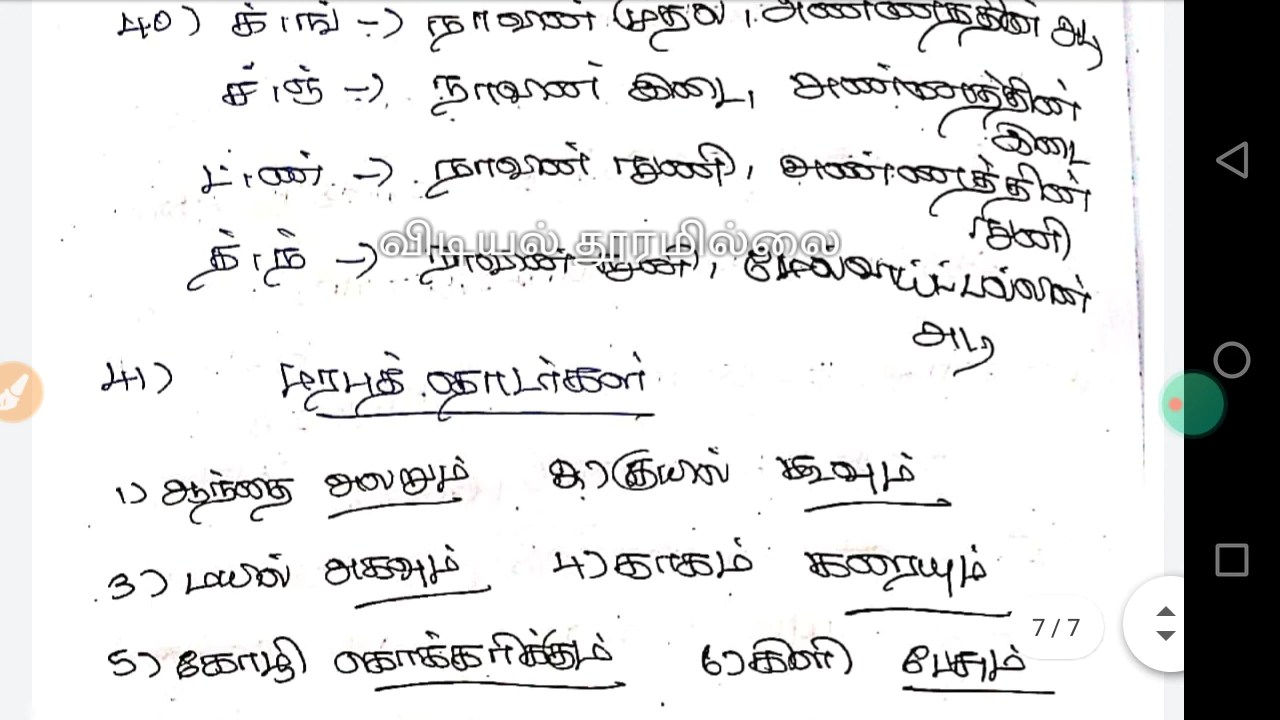 40) க், ங் -> நாவின் முதல், அண்ணத்தின் அடி
ச், ஞ் -> நாவின் இடை, அண்ணத்தின்
இடை
ட், ண் -> நாவின் நுனி, அண்ணத்தின்
நுனி
விடியல் தூரமில்லை
த், ந் -> நாவின் நுனி, மேல்வாய்ப்பல்லின்
அடி
41) மரபுத் தொடர்கள்
1) ஆந்தை அலறும் 2) குயில் கூவும்
3) மயில் அகவும் 4) காகம் கரையும்
7 / 7
5) கோழி கொக்கரிக்கும் 6) கிளி பேசும்